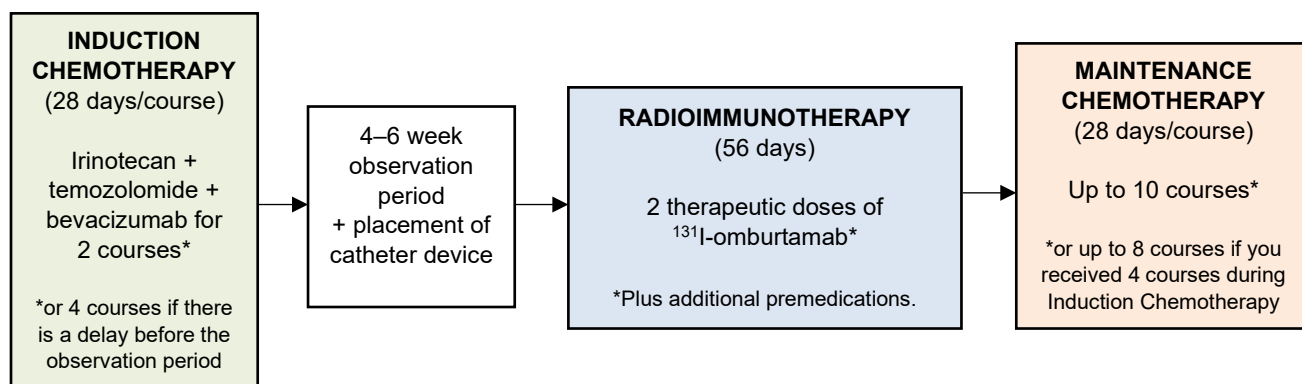 INDUCTION
CHEMOTHERAPY
(28 days/course)
Irinotecan +
temozolomide +
bevacizumab for
2 courses*
*or 4 courses if there
is a delay before the
observation period
4–6 week
observation
period
+ placement of
catheter device
RADIOIMMUNOTHERAPY
(56 days)
2 therapeutic doses of
¹³¹I-omburtamab*
*Plus additional premedications.
MAINTENANCE
CHEMOTHERAPY
(28 days/course)
Up to 10 courses*
*or up to 8 courses if you
received 4 courses during
Induction Chemotherapy